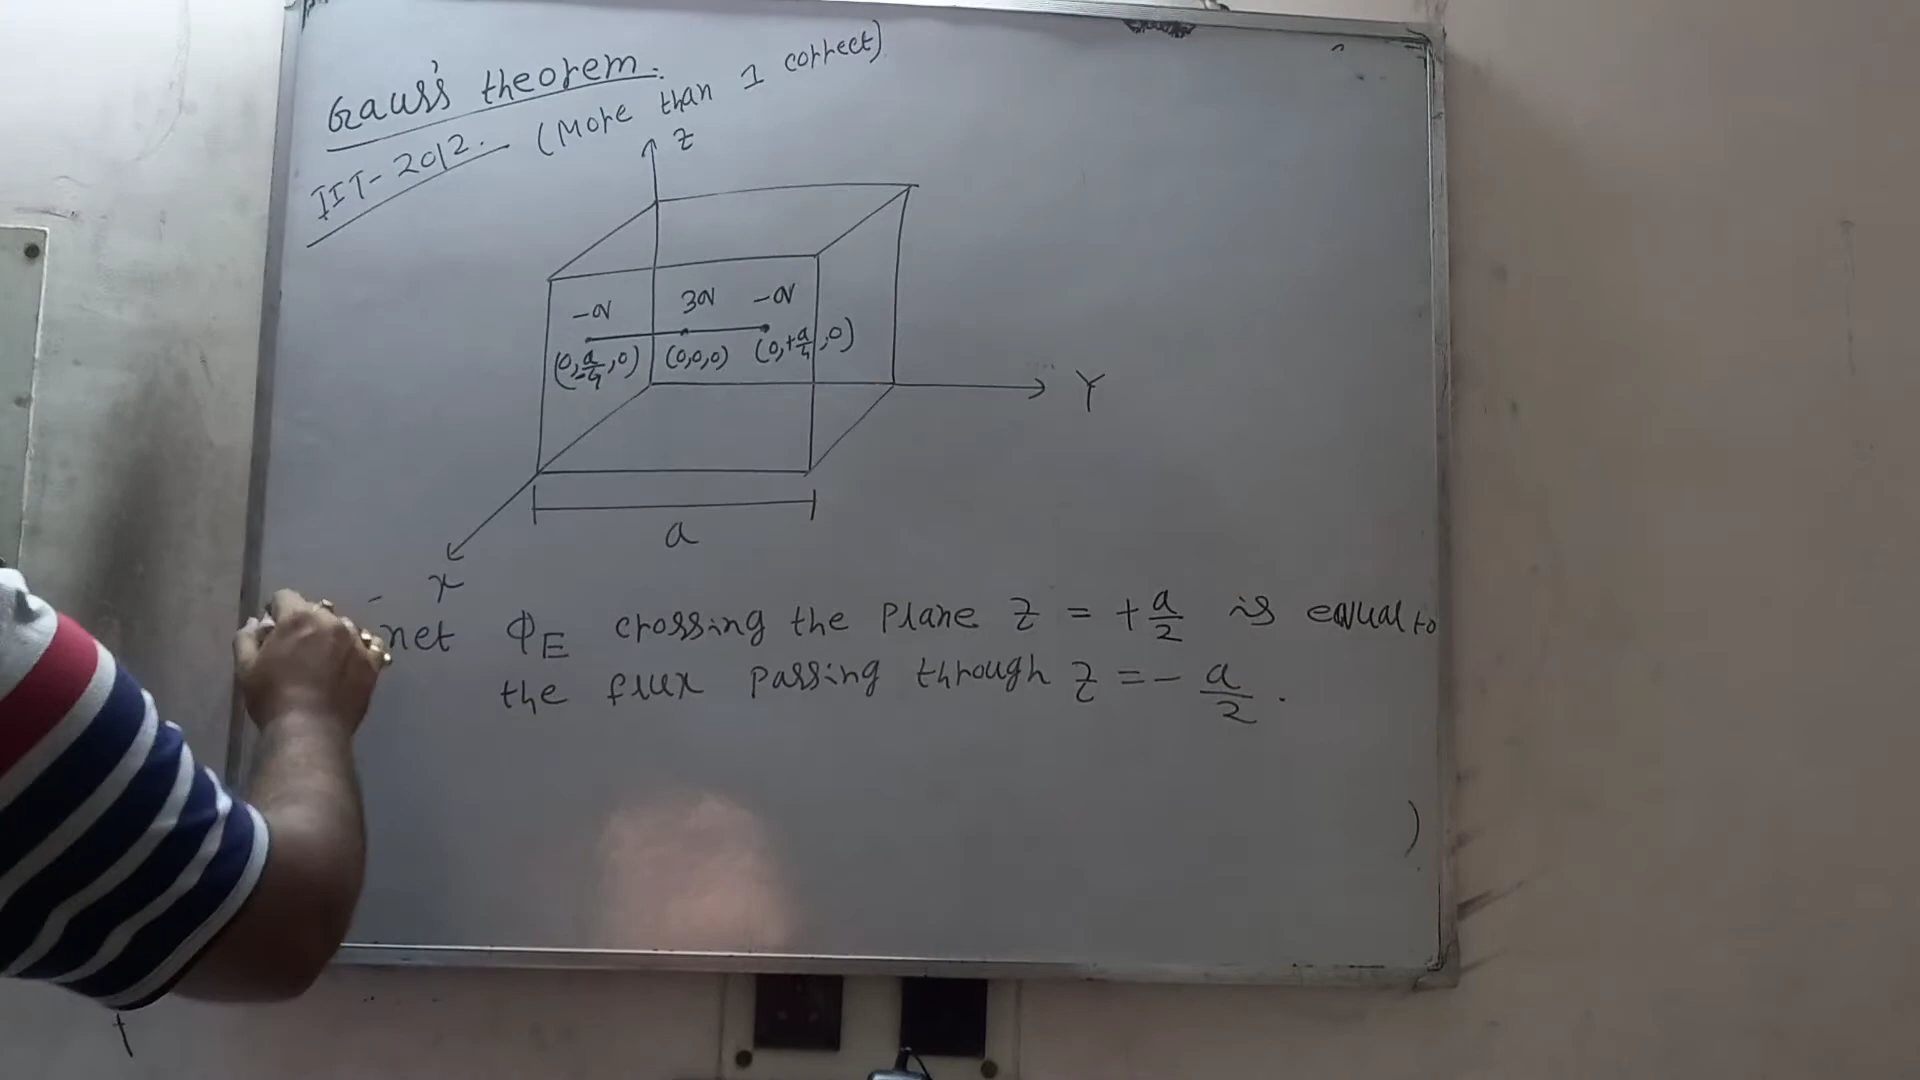 Gauss's theorem.
IIT-2012. (More than 1 correct)
Z
-q 3q -q
(0,-a/4,0) (0,0,0) (0,+a/4,0)
Y
a
x
net ΦE crossing the Plane z = +a/2 is equal to
the flux passing through z = - a/2.
)